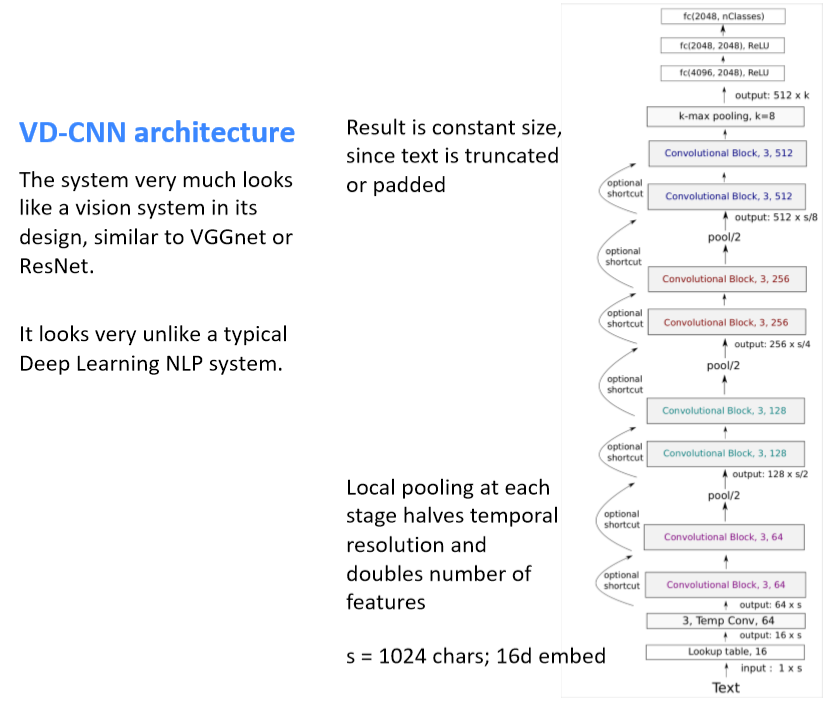 VD-CNN architecture
The system very much looks
like a vision system in its
design, similar to VGGnet or
ResNet.
It looks very unlike a typical
Deep Learning NLP system.
Result is constant size,
since text is truncated
or padded
Local pooling at each
stage halves temporal
resolution and
doubles number of
features
s = 1024 chars; 16d embed
fc(2048, nClasses)
fc(2048, 2048), ReLU
fc(4096, 2048), ReLU
output: 512 x k
k-max pooling, k=8
Convolutional Block, 3, 512
optional
shortcut
Convolutional Block, 3, 512
output: 512 x s/8
pool/2
optional
shortcut
Convolutional Block, 3, 256
optional
shortcut
Convolutional Block, 3, 256
output: 256 x s/4
pool/2
optional
shortcut
Convolutional Block, 3, 128
optional
shortcut
Convolutional Block, 3, 128
output: 128 x s/2
pool/2
optional
shortcut
Convolutional Block, 3, 64
optional
shortcut
Convolutional Block, 3, 64
output: 64 x s
3, Temp Conv, 64
output: 16 x s
Lookup table, 16
input : 1 x s
Text